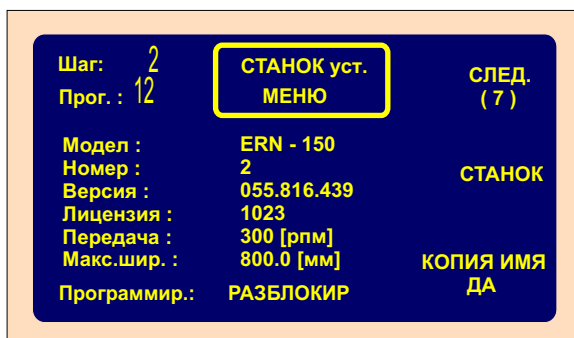 Шаг: 2
Прог. : 12
СТАНОК уст.
МЕНЮ
СЛЕД.
( 7 )
Модел : ERN - 150
Номер : 2
Версия : 055.816.439
Лицензия : 1023
Передача : 300 [рпм]
Макс.шир. : 800.0 [мм]
Программир.: РАЗБЛОКИР
СТАНОК
КОПИЯ ИМЯ
ДА